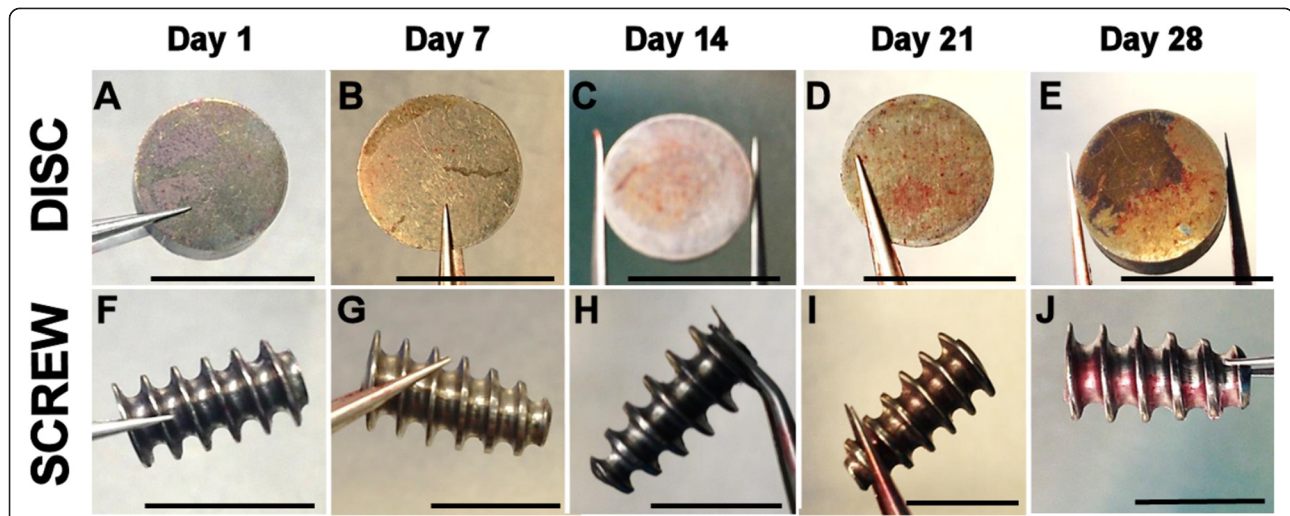 Day 1 Day 7 Day 14 Day 21 Day 28
DISC
A B C D E
SCREW
F G H I J